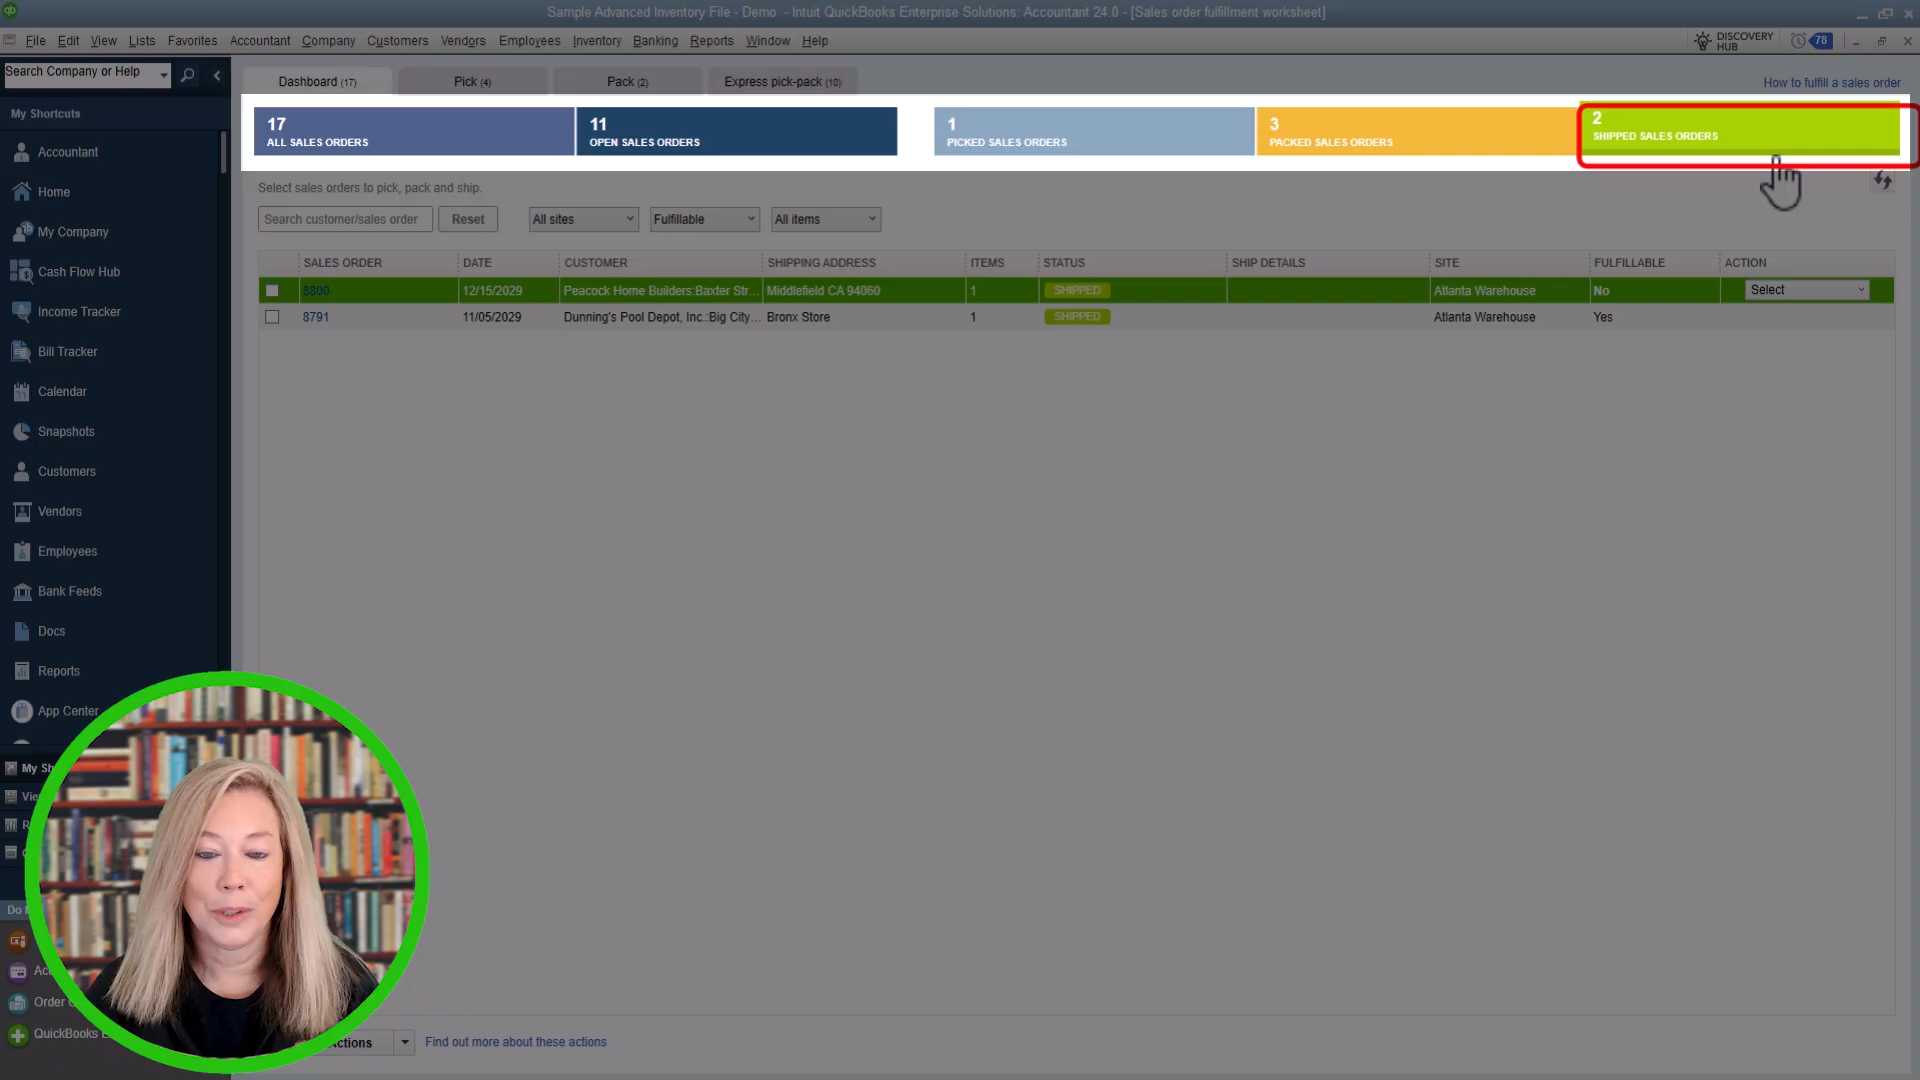 Sample Advanced Inventory File - Demo - Intuit QuickBooks Enterprise Solutions: Accountant 24.0 - [Sales order fulfillment worksheet]
File Edit View Lists Favorites Accountant Company Customers Vendors Employees Inventory Banking Reports Window Help
DISCOVERY HUB
78
Search Company or Help
My Shortcuts
Accountant
Home
My Company
Cash Flow Hub
Income Tracker
Bill Tracker
Calendar
Snapshots
Customers
Vendors
Employees
Bank Feeds
Docs
Reports
App Center
My Sh
Order
QuickBooks
Dashboard (17)
Pick (4)
Pack (2)
Express pick-pack (10)
How to fulfill a sales order
17
ALL SALES ORDERS
11
OPEN SALES ORDERS
1
PICKED SALES ORDERS
3
PACKED SALES ORDERS
2
SHIPPED SALES ORDERS
Select sales orders to pick, pack and ship.
Search customer/sales order
Reset
All sites
Fulfillable
All items
SALES ORDER DATE CUSTOMER SHIPPING ADDRESS ITEMS STATUS SHIP DETAILS SITE FULFILLABLE ACTION
8800 12/15/2029 Peacock Home Builders:Baxter Str... Middlefield CA 94060 1 SHIPPED Atlanta Warehouse No Select
8791 11/05/2029 Dunning's Pool Depot, Inc.:Big City... Bronx Store 1 SHIPPED Atlanta Warehouse Yes
ctions
Find out more about these actions